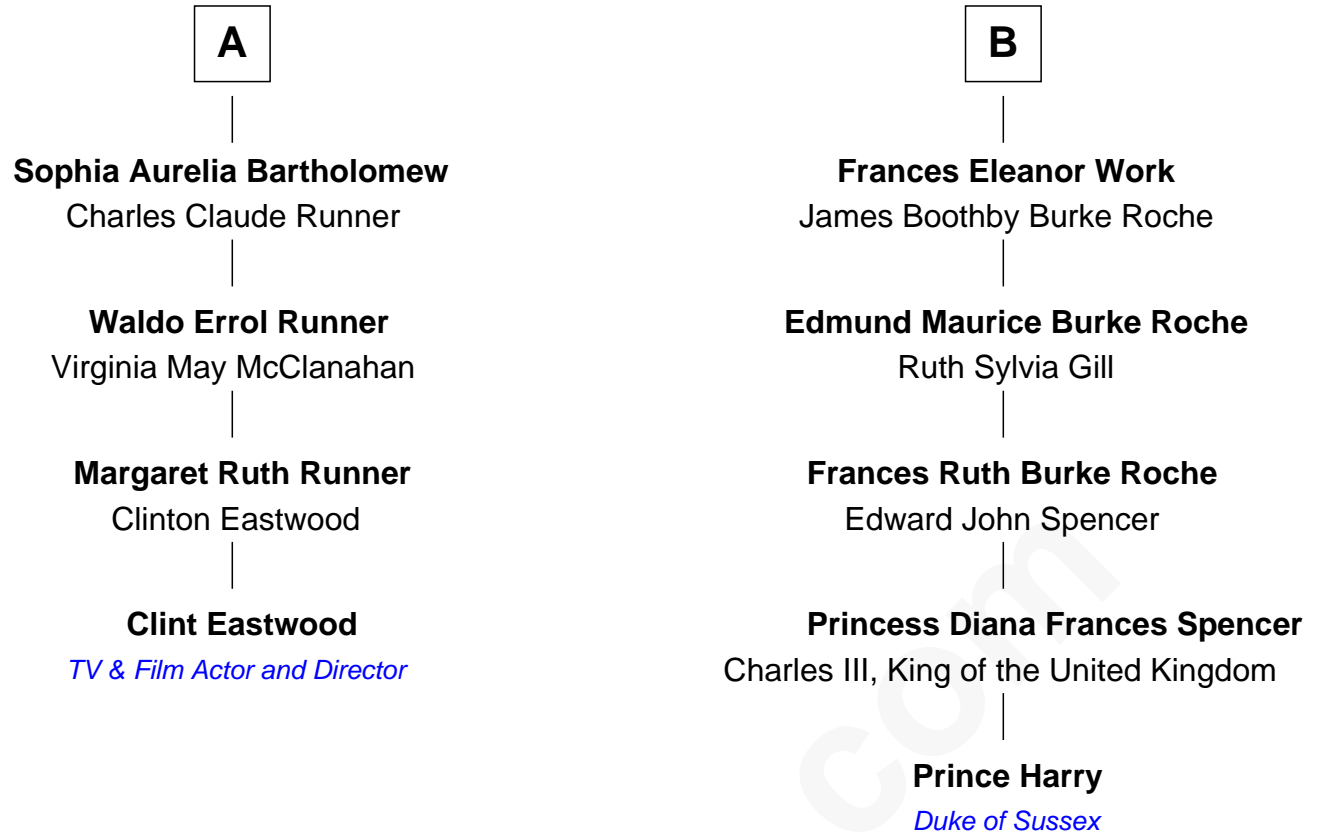 A
Sophia Aurelia Bartholomew
Charles Claude Runner
Waldo Errol Runner
Virginia May McClanahan
Margaret Ruth Runner
Clinton Eastwood
Clint Eastwood
TV & Film Actor and Director
B
Frances Eleanor Work
James Boothby Burke Roche
Edmund Maurice Burke Roche
Ruth Sylvia Gill
Frances Ruth Burke Roche
Edward John Spencer
Princess Diana Frances Spencer
Charles III, King of the United Kingdom
Prince Harry
Duke of Sussex
com